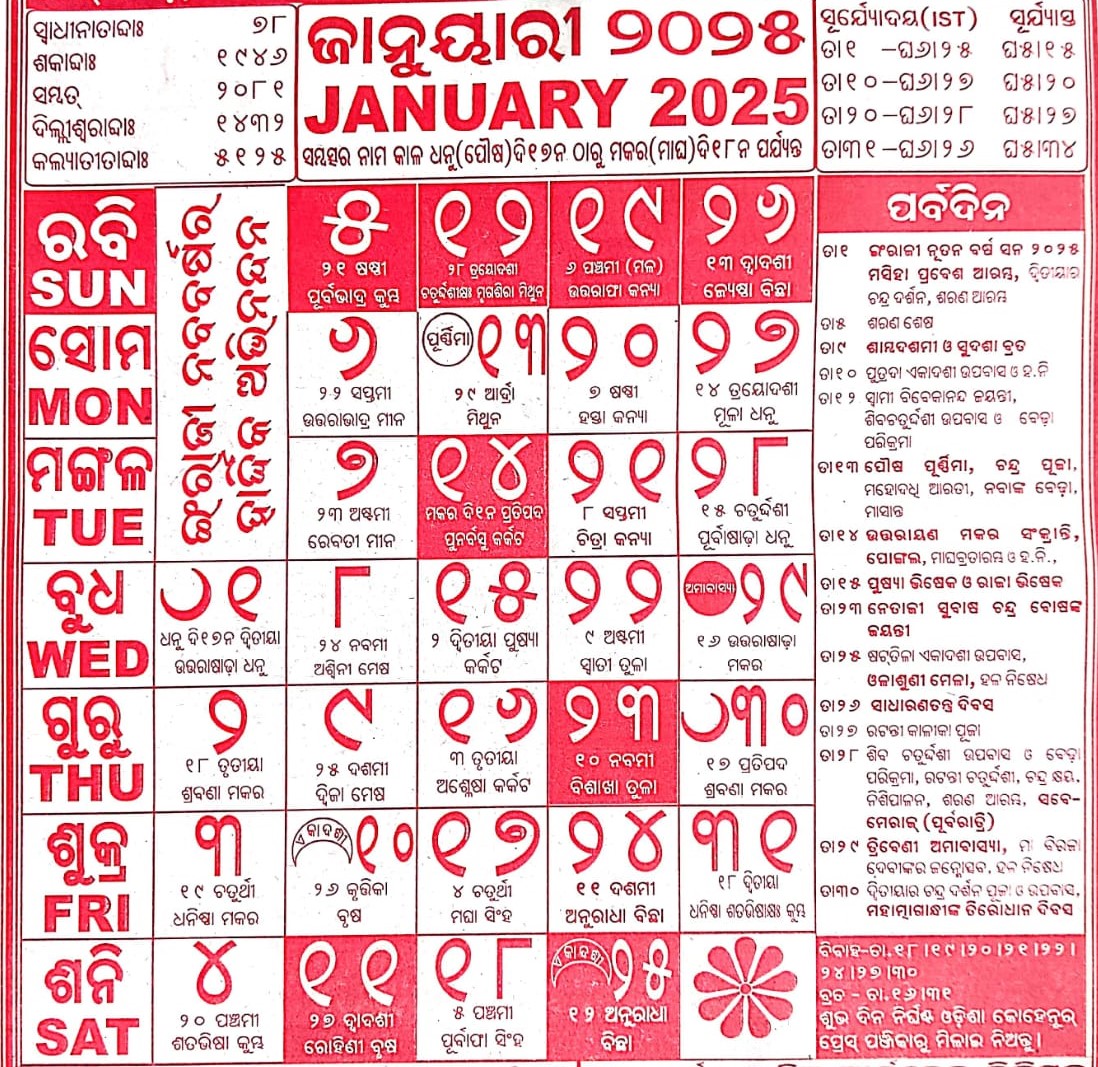 ସ୍ୱାଧୀନତାବ୍ଦାଃ ୭୮
ଶକାବ୍ଦାଃ ୧୯୪୬
ସମ୍ବତ୍ ୨୦୮୧
ଦିଲ୍ଲୀଶ୍ୱରାବ୍ଦାଃ ୧୪୩୨
କଲ୍ୟାତୀତାବ୍ଦାଃ ୫୧୨୫
ଜାନୁୟାରୀ ୨୦୨୫
JANUARY 2025
ସମ୍ବତ୍ସର ନାମ କାଳ ଧନୁ(ପୌଷ)ଦି୧୭ନ ଠାରୁ ମକର(ମାଘ)ଦି୧୮ନ ପର୍ଯ୍ୟନ୍ତ
ସୂର୍ଯ୍ୟୋଦୟ(IST) ସୂର୍ଯ୍ୟାସ୍ତ
ତା୧ -ଘ୬।୨୫ ଘ୫।୧୫
ତା୧୦-ଘ୬।୨୭ ଘ୫।୨୦
ତା୨୦-ଘ୬।୨୮ ଘ୫।୨୭
ତା୩୧-ଘ୬।୨୬ ଘ୫।୩୪
ଇଂରାଜୀ ନବବର୍ଷର
ହାର୍ଦ୍ଦିକ ଅଭିନନ୍ଦନ
ରବି
SUN
୫
୨୧ ଷଷ୍ଠୀ
ପୂର୍ବଭାଦ୍ର କୁମ୍ଭ
୧୨
୨୮ ତ୍ରୟୋଦଶୀ
ଚତୁର୍ଦ୍ଦଶୀକ୍ଷଃ ମୃଗଶିରା ମିଥୁନ
୧୯
୬ ପଞ୍ଚମୀ (ମଳ)
ଉତ୍ତରାଫା କନ୍ୟା
୨୬
୧୩ ଦ୍ୱାଦଶୀ
ଜ୍ୟେଷ୍ଠା ବିଛା
ସୋମ
MON
୬
୨୨ ସପ୍ତମୀ
ଉତ୍ତରାଭାଦ୍ର ମୀନ
ପୂର୍ଣ୍ଣିମା ୧୩
୨୯ ଆର୍ଦ୍ରା
ମିଥୁନ
୨୦
୭ ଷଷ୍ଠୀ
ହସ୍ତା କନ୍ୟା
୨୭
୧୪ ତ୍ରୟୋଦଶୀ
ମୂଳା ଧନୁ
ମଙ୍ଗଳ
TUE
୭
୨୩ ଅଷ୍ଟମୀ
ରେବତୀ ମୀନ
୧୪
ମକର ଦି୧ନ ପ୍ରତିପଦ
ପୁନର୍ବସୁ କର୍କଟ
୨୧
୮ ସପ୍ତମୀ
ଚିତ୍ରା କନ୍ୟା
୨୮
୧୫ ଚତୁର୍ଦ୍ଦଶୀ
ପୂର୍ବାଷାଢ଼ା ଧନୁ
ବୁଧ
WED
୧
ଧନୁ ଦି୧୭ନ ଦ୍ୱିତୀୟା
ଉତ୍ତରାଷାଢ଼ା ଧନୁ
୮
୨୪ ନବମୀ
ଅଶ୍ୱିନୀ ମେଷ
୧୫
୨ ଦ୍ୱିତୀୟା ପୁଷ୍ୟା
କର୍କଟ
୨୨
୯ ଅଷ୍ଟମୀ
ସ୍ୱାତୀ ତୁଳା
ଅମାବାସ୍ୟା ୨୯
୧୬ ଉତ୍ତରାଷାଢ଼ା
ମକର
ଗୁରୁ
THU
୨
୧୮ ତୃତୀୟା
ଶ୍ରବଣା ମକର
୯
୨୫ ଦଶମୀ
ଦ୍ୱିଜା ମେଷ
୧୬
୩ ତୃତୀୟା
ଅଶ୍ଳେଷା କର୍କଟ
୨୩
୧୦ ନବମୀ
ବିଶାଖା ତୁଳା
୩୦
୧୭ ପ୍ରତିପଦ
ଶ୍ରବଣା ମକର
ଶୁକ୍ର
FRI
୩
୧୯ ଚତୁର୍ଥୀ
ଧନିଷ୍ଠା ମକର
ଏକାଦଶୀ ୧୦
୨୬ କୃତ୍ତିକା
ବୃଷ
୧୭
୪ ଚତୁର୍ଥୀ
ମଘା ସିଂହ
୨୪
୧୧ ଦଶମୀ
ଅନୁରାଧା ବିଛା
୩୧
୧୮ ଦ୍ୱିତୀୟା
ଧନିଷ୍ଠା ଶତଭିଷାକ୍ଷଃ କୁମ୍ଭ
ଶନି
SAT
୪
୨୦ ପଞ୍ଚମୀ
ଶତଭିଷା କୁମ୍ଭ
୧୧
୨୭ ଦ୍ୱାଦଶୀ
ରୋହିଣୀ ବୃଷ
୧୮
୫ ପଞ୍ଚମୀ
ପୂର୍ବାଫା ସିଂହ
ଏକାଦଶୀ ୨୫
୧୨ ଅନୁରାଧା
ବିଛା
ପର୍ବଦିନ
ତା୧ ଇଂରାଜୀ ନୂତନ ବର୍ଷ ସନ ୨୦୨୫
ମସିହା ପ୍ରବେଶ ଆରମ୍ଭ, ଦ୍ୱିତୀୟାର
ଚନ୍ଦ୍ର ଦର୍ଶନ, ଶରଣ ଆରମ୍ଭ
ତା୫ ଶରଣ ଶେଷ
ତା୯ ଶାମ୍ବଦଶମୀ ଓ ସୁଦଶା ବ୍ରତ
ତା୧୦ ପୁତ୍ରଦା ଏକାଦଶୀ ଉପବାସ ଓ ହ.ନି
ତା୧୨ ସ୍ୱାମୀ ବିବେକାନନ୍ଦ ଜୟନ୍ତୀ,
ଶିବଚତୁର୍ଦ୍ଦଶୀ ଉପବାସ ଓ ବେଡ଼ା
ପରିକ୍ରମା
ତା୧୩ ପୌଷ ପୂର୍ଣ୍ଣିମା, ଚନ୍ଦ୍ର ପୂଜା,
ମହୋଦଧି ଆରତୀ, ନବାଙ୍କ ବେଡ଼ା,
ମାସାନ୍ତ
ତା୧୪ ଉତ୍ତରାୟଣ ମକର ସଂକ୍ରାନ୍ତି,
ପୋଙ୍ଗଲ, ମାଘବ୍ରତାରମ୍ଭ ଓ ହ.ନି.,
ତା୧୫ ପୁଷ୍ୟା ଭିଷେକ ଓ ରାଜା ଭିଷେକ
ତା୨୩ ନେତାଜୀ ସୁବାଷ ଚନ୍ଦ୍ର ବୋଷଙ୍କ
ଜୟନ୍ତୀ
ତା୨୫ ଷଟ୍‌ତିଳା ଏକାଦଶୀ ଉପବାସ,
ଓଳାଶୁଣୀ ମେଳା, ହଳ ନିଷେଧ
ତା୨୬ ସାଧାରଣତନ୍ତ୍ର ଦିବସ
ତା୨୭ ରଟନ୍ତୀ କାଳୀକା ପୂଜା
ତା୨୮ ଶିବ ଚତୁର୍ଦ୍ଦଶୀ ଉପବାସ ଓ ବେଡ଼ା
ପରିକ୍ରମା, ରଟନ୍ତୀ ଚତୁର୍ଦ୍ଦଶୀ, ଚନ୍ଦ୍ର କ୍ଷୟ,
ନିଶିପାଳନ, ଶରଣ ଆରମ୍ଭ, ସବେ-
ମେରାଜ୍ (ପୂର୍ବରାତ୍ରି)
ତା୨୯ ତ୍ରିବେଣୀ ଅମାବାସ୍ୟା, ମା ବିରଜା
ଦେବୀଙ୍କର ଜନ୍ମୋସବ, ହଳ ନିଷେଧ
ତା୩୦ ଦ୍ୱିତୀୟାର ଚନ୍ଦ୍ର ଦର୍ଶନ ପୂଜା ଓ ଉପବାସ,
ମହାତ୍ମାଗାନ୍ଧୀଙ୍କ ତିରୋଧାନ ଦିବସ
ବିବାହ-ତା.୧୮।୧୯।୨୦।୨୧।୨୨।
୨୪।୨୭।୩୦
ବ୍ରତ - ତା.୧୬।୩୧
ଶୁଭ ଦିନ ନିର୍ଘଣ୍ଟ ଓଡ଼ିଶା କୋହେନୂର୍
ପ୍ରେସ୍ ପଞ୍ଜିକାରୁ ମିଳାଇ ନିଅନ୍ତୁ।